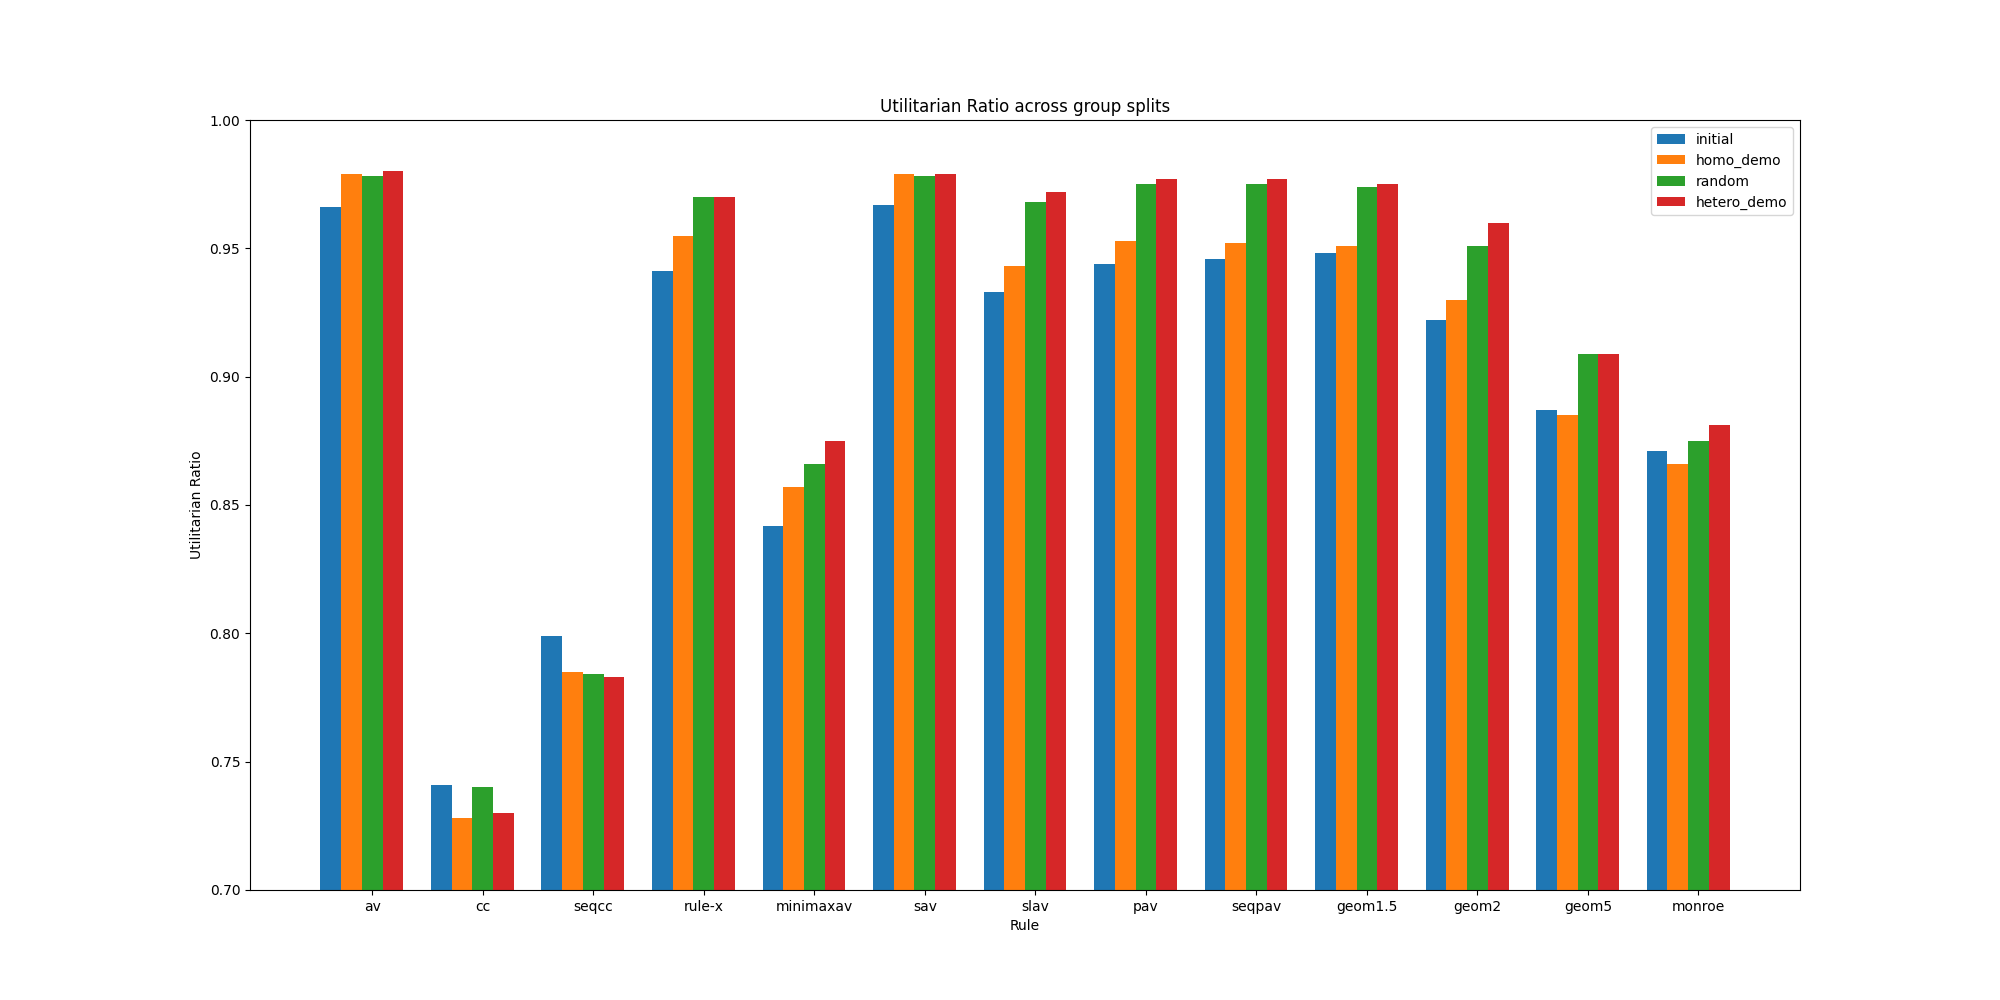 Utilitarian Ratio across group splits
initial
homo_demo
random
hetero_demo
1.00
0.95
0.90
0.85
0.80
0.75
0.70
Utilitarian Ratio
av cc seqcc rule-x minimaxav sav slav pav seqpav geom1.5 geom2 geom5 monroe
Rule